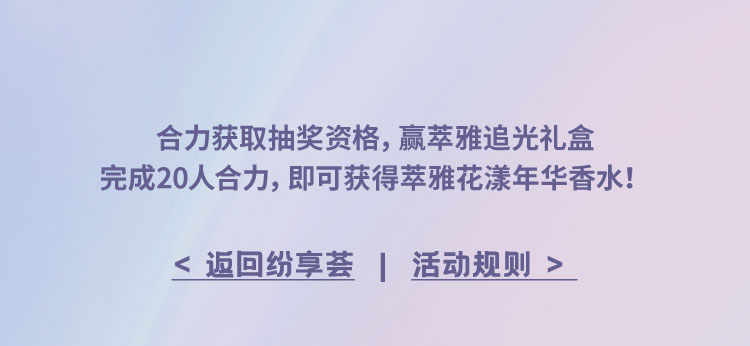 合力获取抽奖资格，赢萃雅追光礼盒
完成20人合力，即可获得萃雅花漾年华香水！
< 返回纷享荟 | 活动规则 >